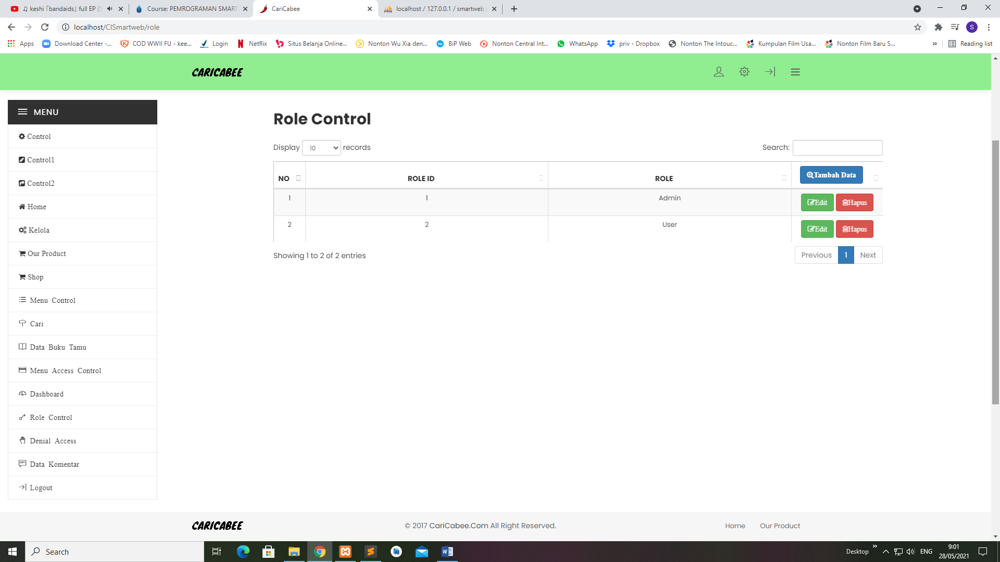 ♫ keshi「bandaids」full EP (5
Course: PEMROGRAMAN SMART
CariCabee
localhost / 127.0.0.1 / smartweb
localhost/CISmartweb/role
S
Apps
Download Center -...
COD WWII FU - kee...
Login
Netflix
Situs Belanja Online...
Nonton Wu Xia den...
BiP Web
Nonton Central Int...
WhatsApp
priv - Dropbox
Nonton The Intouc...
Kumpulan Film Usa...
Nonton Film Baru S...
»
Reading list
CARICABEE
MENU
Control
Control1
Control2
Home
Kelola
Our Product
Shop
Menu Control
Cari
Data Buku Tamu
Menu Access Control
Dashboard
Role Control
Denial Access
Data Komentar
Logout
Role Control
Display 10 records
Search:
NO ROLE ID ROLE Tambah Data
1 1 Admin Edit Hapus
2 2 User Edit Hapus
Showing 1 to 2 of 2 entries
Previous 1 Next
CARICABEE
© 2017 CariCabee.Com All Right Reserved.
Home Our Product
Search
Desktop » ENG
9:01
28/05/2021